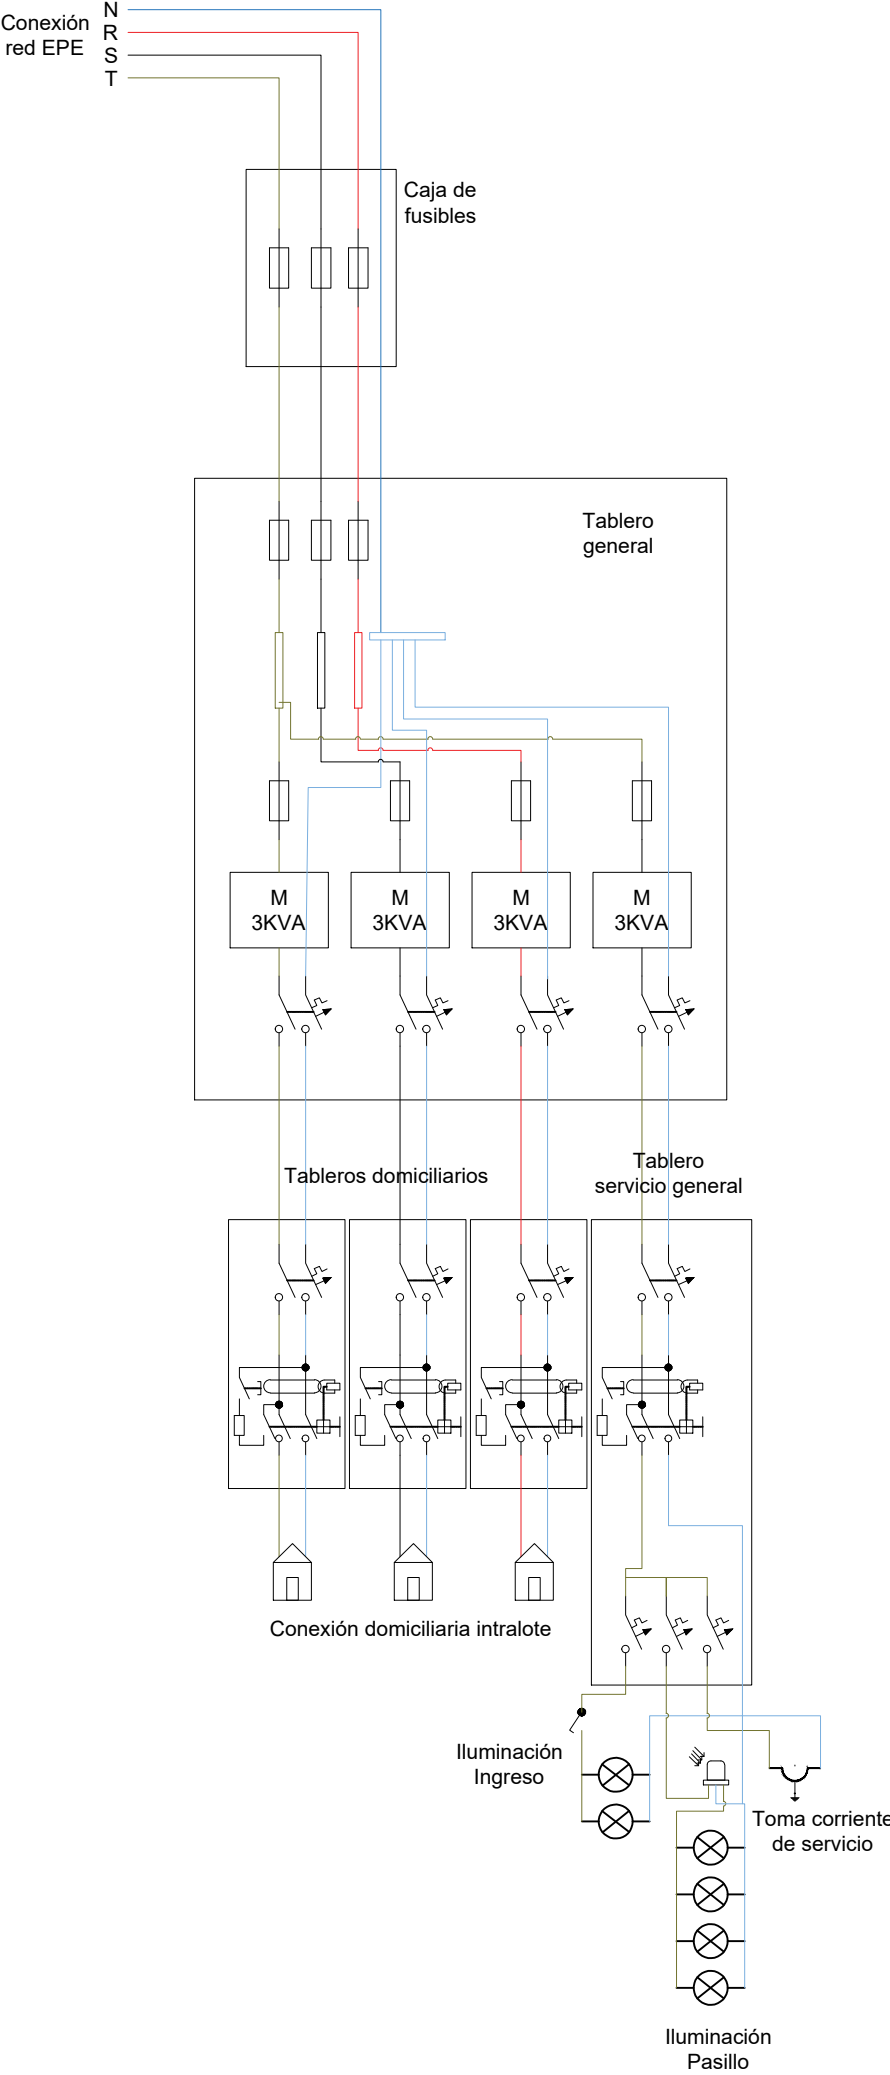 Conexión
red EPE
N
R
S
T
Caja de
fusibles
Tablero
general
M
3KVA
M
3KVA
M
3KVA
M
3KVA
Tableros domiciliarios
Tablero
servicio general
Conexión domiciliaria intralote
Iluminación
Ingreso
Toma corriente
de servicio
Iluminación
Pasillo